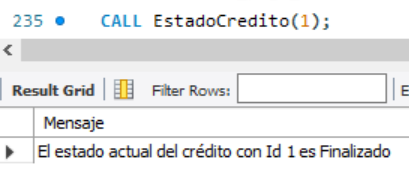 235 CALL EstadoCredito(1);
Result Grid Filter Rows: E
Mensaje
El estado actual del crédito con Id 1 es Finalizado